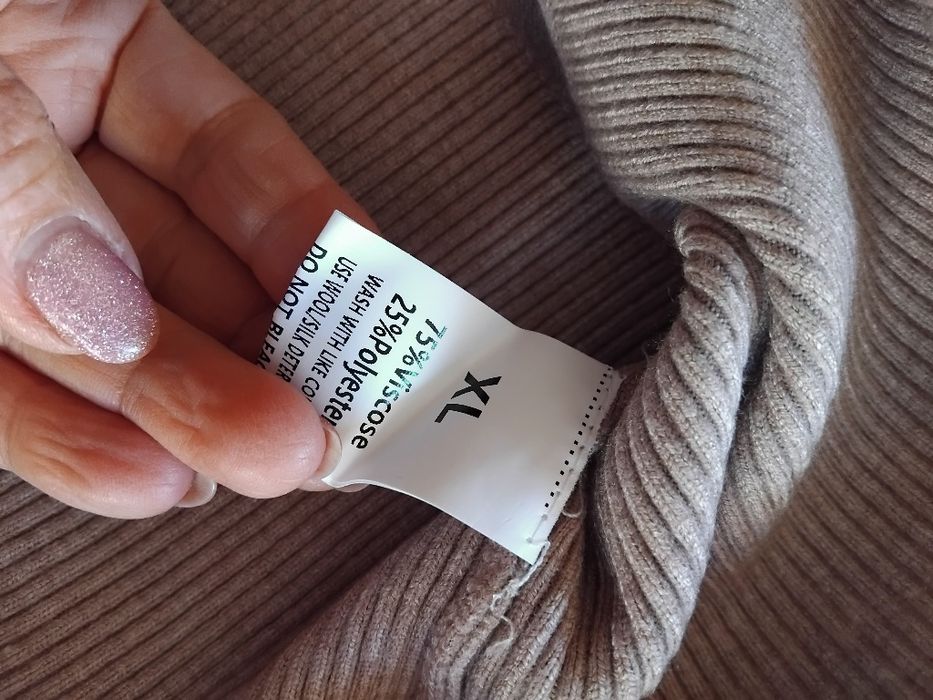 XL
75%Viscose
25%Polyester
WASH WITH LIKE CO
USE WOOL/SILK DETER
DO NOT BLEA